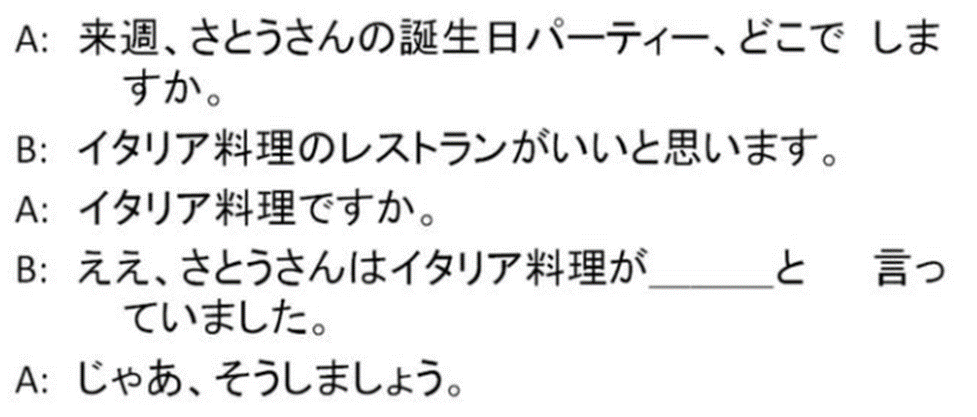 A: 来週、さとうさんの誕生日パーティー、どこで しま
すか。
B: イタリア料理のレストランがいいと思います。
A: イタリア料理ですか。
B: ええ、さとうさんはイタリア料理が______と 言っ
ていました。
A: じゃあ、そうしましょう。